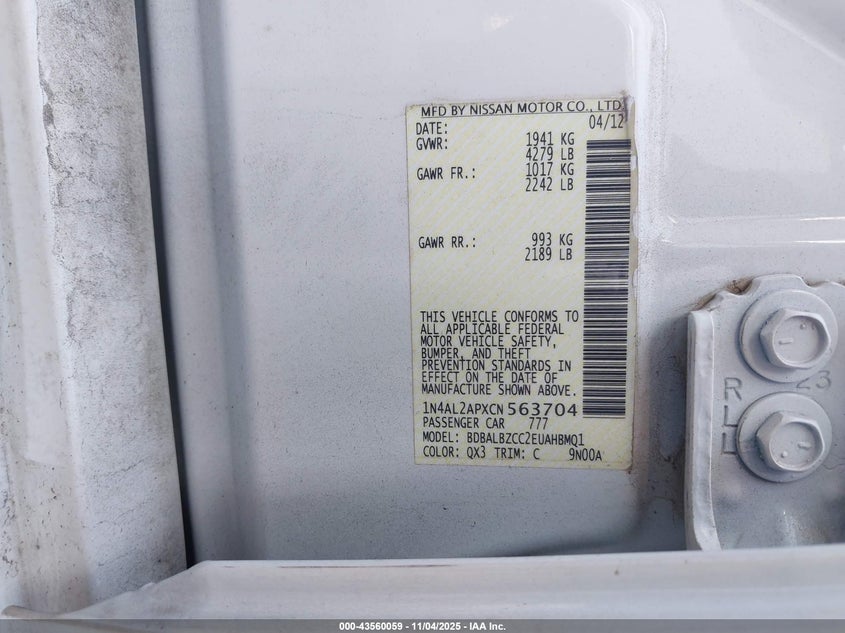 MFD BY NISSAN MOTOR CO., LTD.
DATE: 04/12
GVWR: 1941 KG
4279 LB
GAWR FR.: 1017 KG
2242 LB
GAWR RR.: 993 KG
2189 LB
THIS VEHICLE CONFORMS TO
ALL APPLICABLE FEDERAL
MOTOR VEHICLE SAFETY,
BUMPER, AND THEFT
PREVENTION STANDARDS IN
EFFECT ON THE DATE OF
MANUFACTURE SHOWN ABOVE.
1N4AL2APXCN 563704
PASSENGER CAR 777
MODEL: BDBALBZCC2EUAHBMQ1
COLOR: QX3 TRIM: C 9N00A
R 23
000-43560059 - 11/04/2025 - IAA Inc.